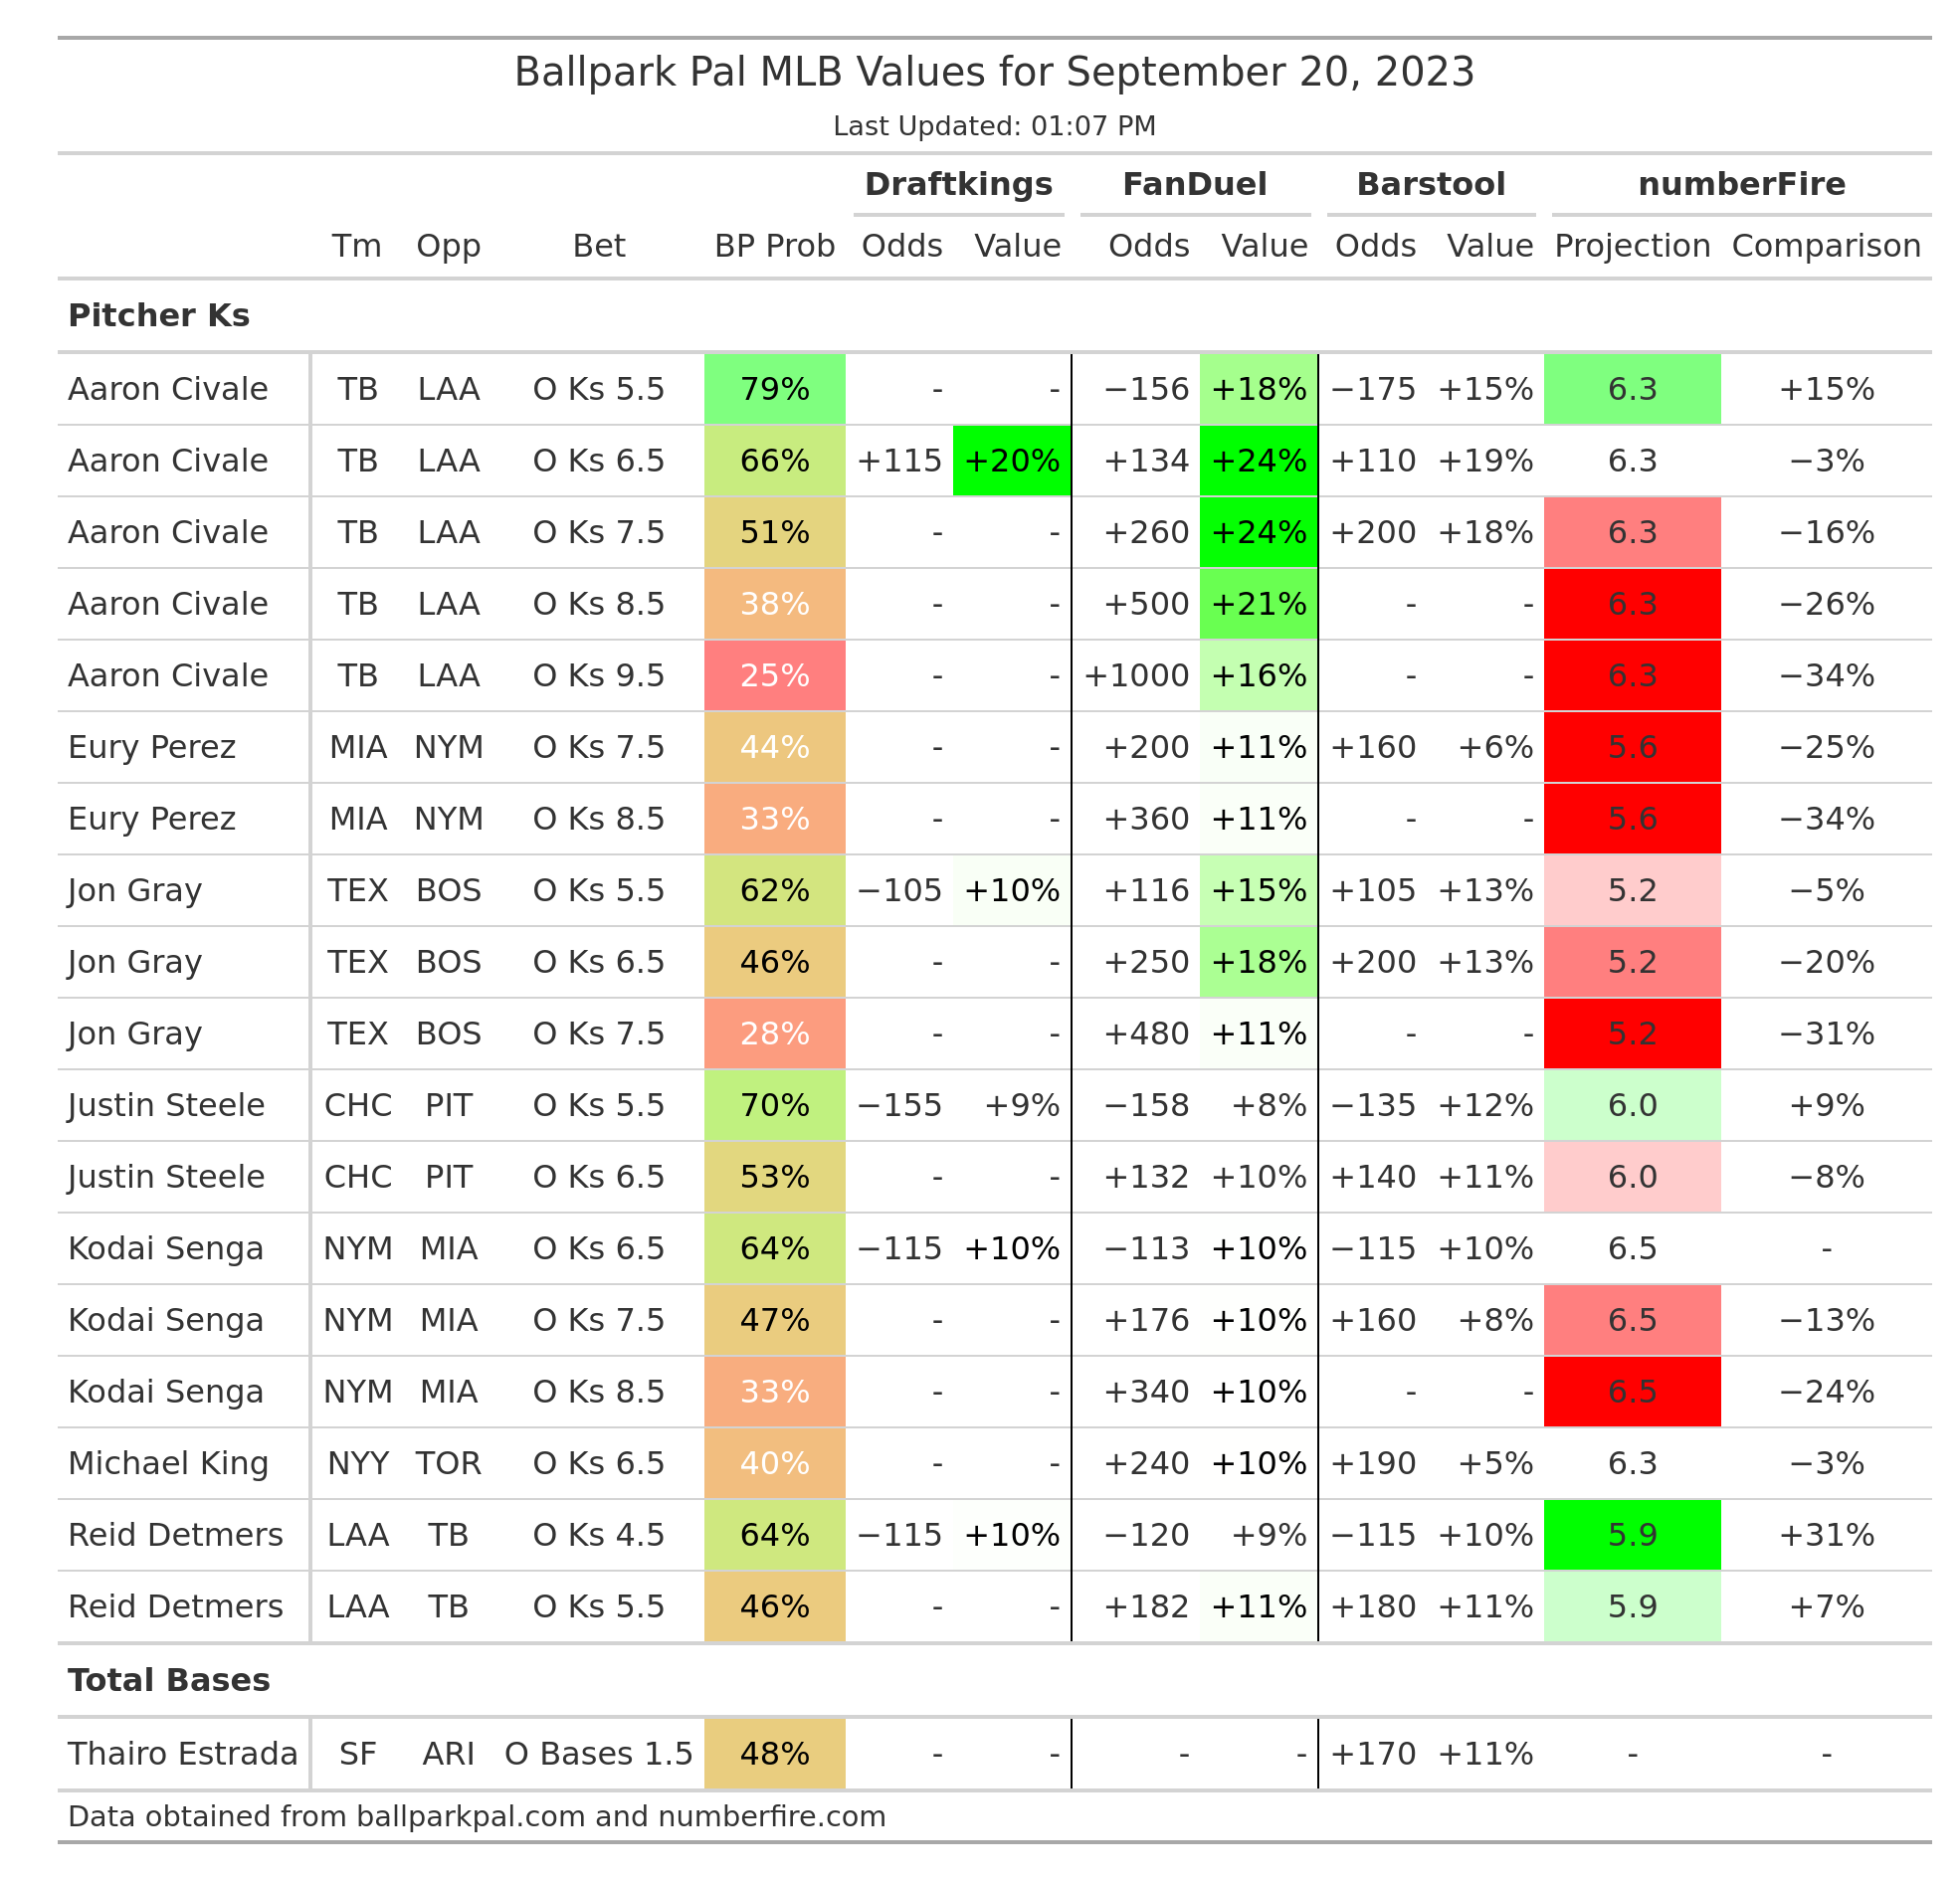 Ballpark Pal MLB Values for September 20, 2023
Last Updated: 01:07 PM
Draftkings FanDuel Barstool numberFire
Tm Opp Bet BP Prob Odds Value Odds Value Odds Value Projection Comparison
Pitcher Ks
Aaron Civale TB LAA O Ks 5.5 79% - - −156 +18% −175 +15% 6.3 +15%
Aaron Civale TB LAA O Ks 6.5 66% +115 +20% +134 +24% +110 +19% 6.3 −3%
Aaron Civale TB LAA O Ks 7.5 51% - - +260 +24% +200 +18% 6.3 −16%
Aaron Civale TB LAA O Ks 8.5 38% - - +500 +21% - - 6.3 −26%
Aaron Civale TB LAA O Ks 9.5 25% - - +1000 +16% - - 6.3 −34%
Eury Perez MIA NYM O Ks 7.5 44% - - +200 +11% +160 +6% 5.6 −25%
Eury Perez MIA NYM O Ks 8.5 33% - - +360 +11% - - 5.6 −34%
Jon Gray TEX BOS O Ks 5.5 62% −105 +10% +116 +15% +105 +13% 5.2 −5%
Jon Gray TEX BOS O Ks 6.5 46% - - +250 +18% +200 +13% 5.2 −20%
Jon Gray TEX BOS O Ks 7.5 28% - - +480 +11% - - 5.2 −31%
Justin Steele CHC PIT O Ks 5.5 70% −155 +9% −158 +8% −135 +12% 6.0 +9%
Justin Steele CHC PIT O Ks 6.5 53% - - +132 +10% +140 +11% 6.0 −8%
Kodai Senga NYM MIA O Ks 6.5 64% −115 +10% −113 +10% −115 +10% 6.5 -
Kodai Senga NYM MIA O Ks 7.5 47% - - +176 +10% +160 +8% 6.5 −13%
Kodai Senga NYM MIA O Ks 8.5 33% - - +340 +10% - - 6.5 −24%
Michael King NYY TOR O Ks 6.5 40% - - +240 +10% +190 +5% 6.3 −3%
Reid Detmers LAA TB O Ks 4.5 64% −115 +10% −120 +9% −115 +10% 5.9 +31%
Reid Detmers LAA TB O Ks 5.5 46% - - +182 +11% +180 +11% 5.9 +7%
Total Bases
Thairo Estrada SF ARI O Bases 1.5 48% - - - - +170 +11% - -
Data obtained from ballparkpal.com and numberfire.com